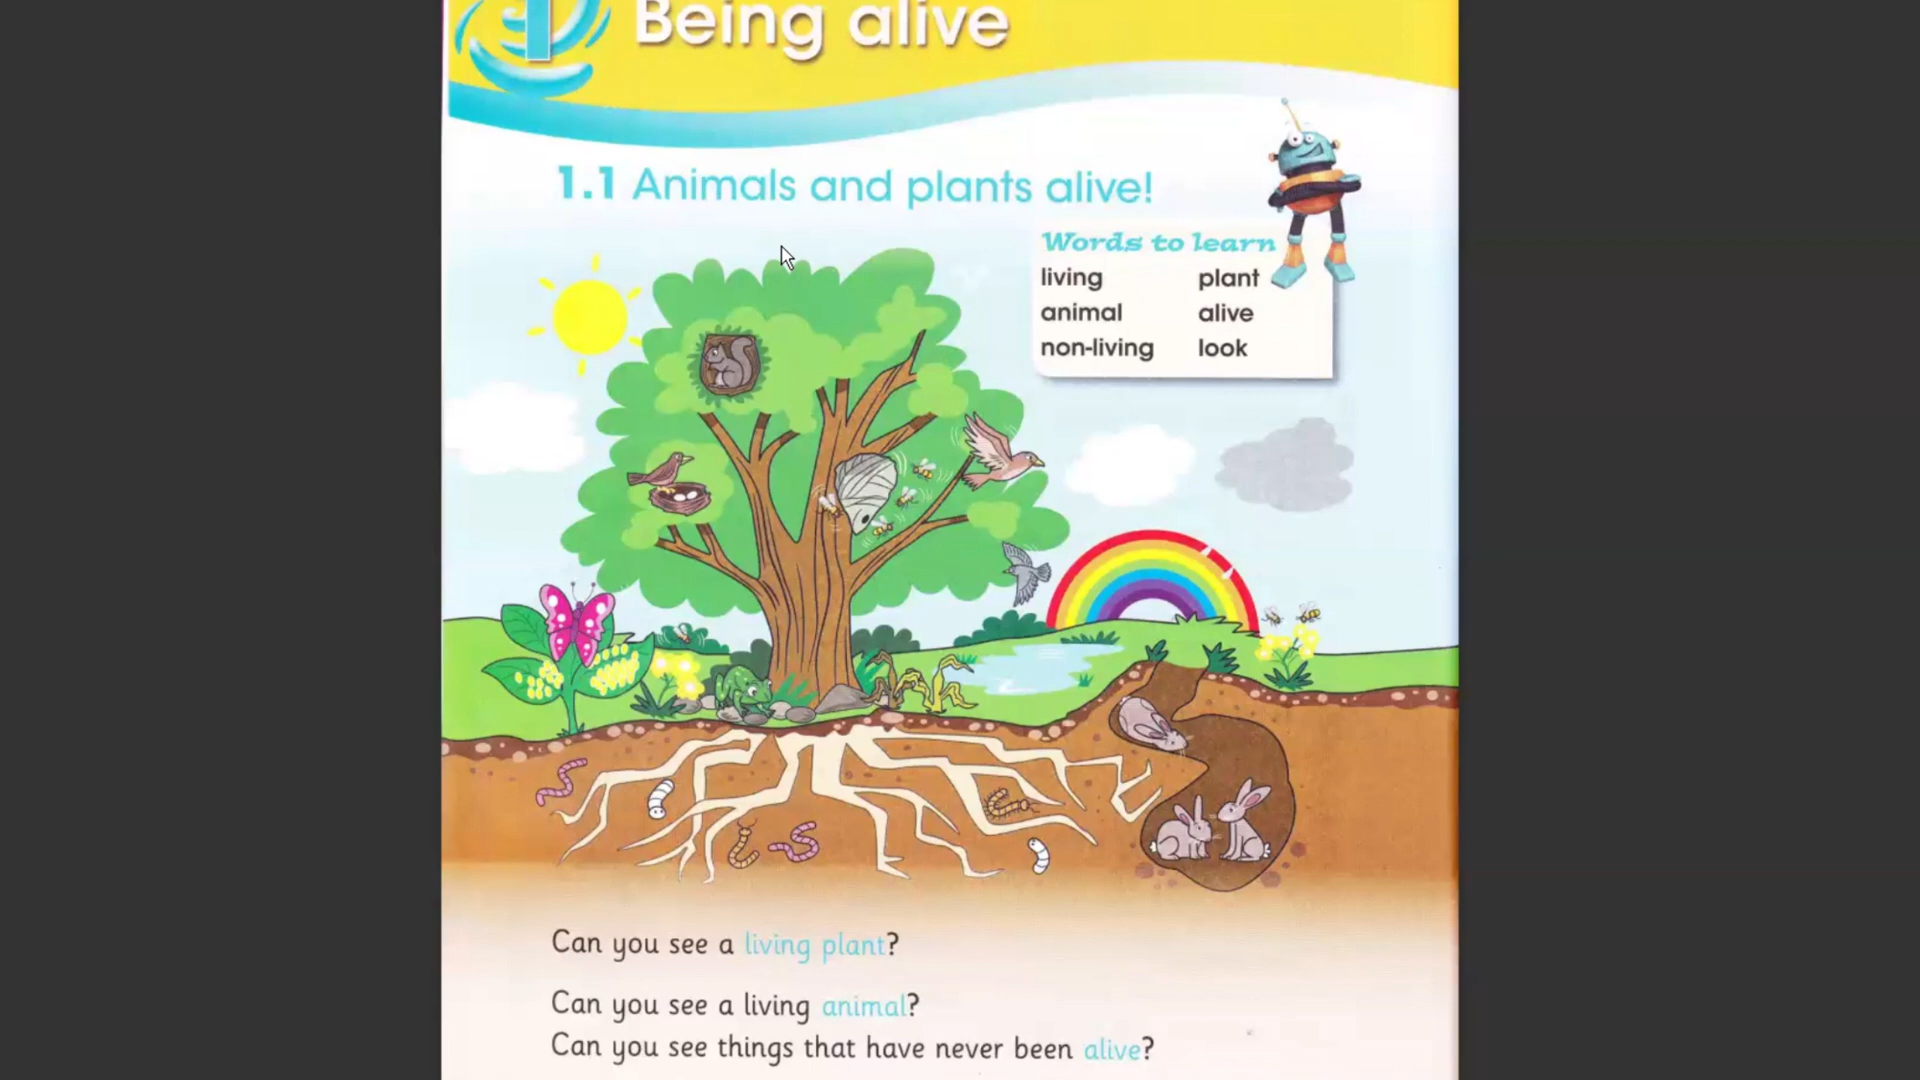 1 Being alive
1.1 Animals and plants alive!
Words to learn
living plant
animal alive
non-living look
Can you see a living plant?
Can you see a living animal?
Can you see things that have never been alive?